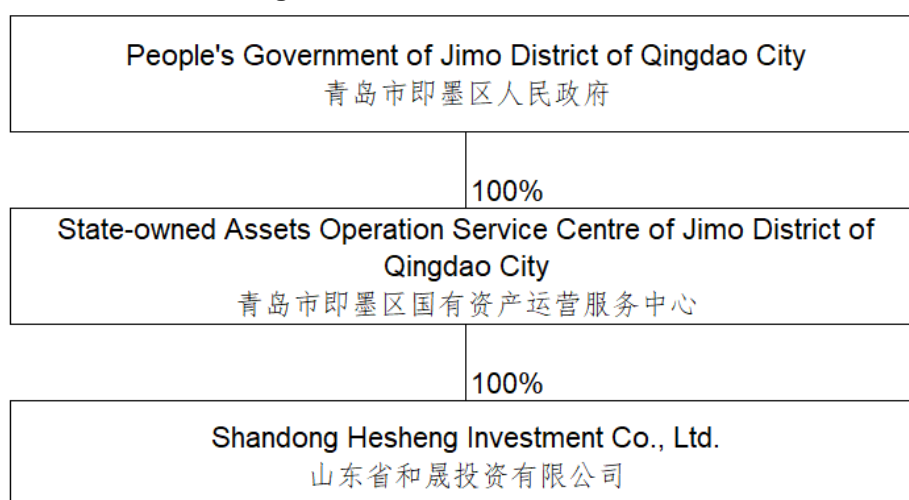 People's Government of Jimo District of Qingdao City
青岛市即墨区人民政府
100%
State-owned Assets Operation Service Centre of Jimo District of
Qingdao City
青岛市即墨区国有资产运营服务中心
100%
Shandong Hesheng Investment Co., Ltd.
山东省和晟投资有限公司